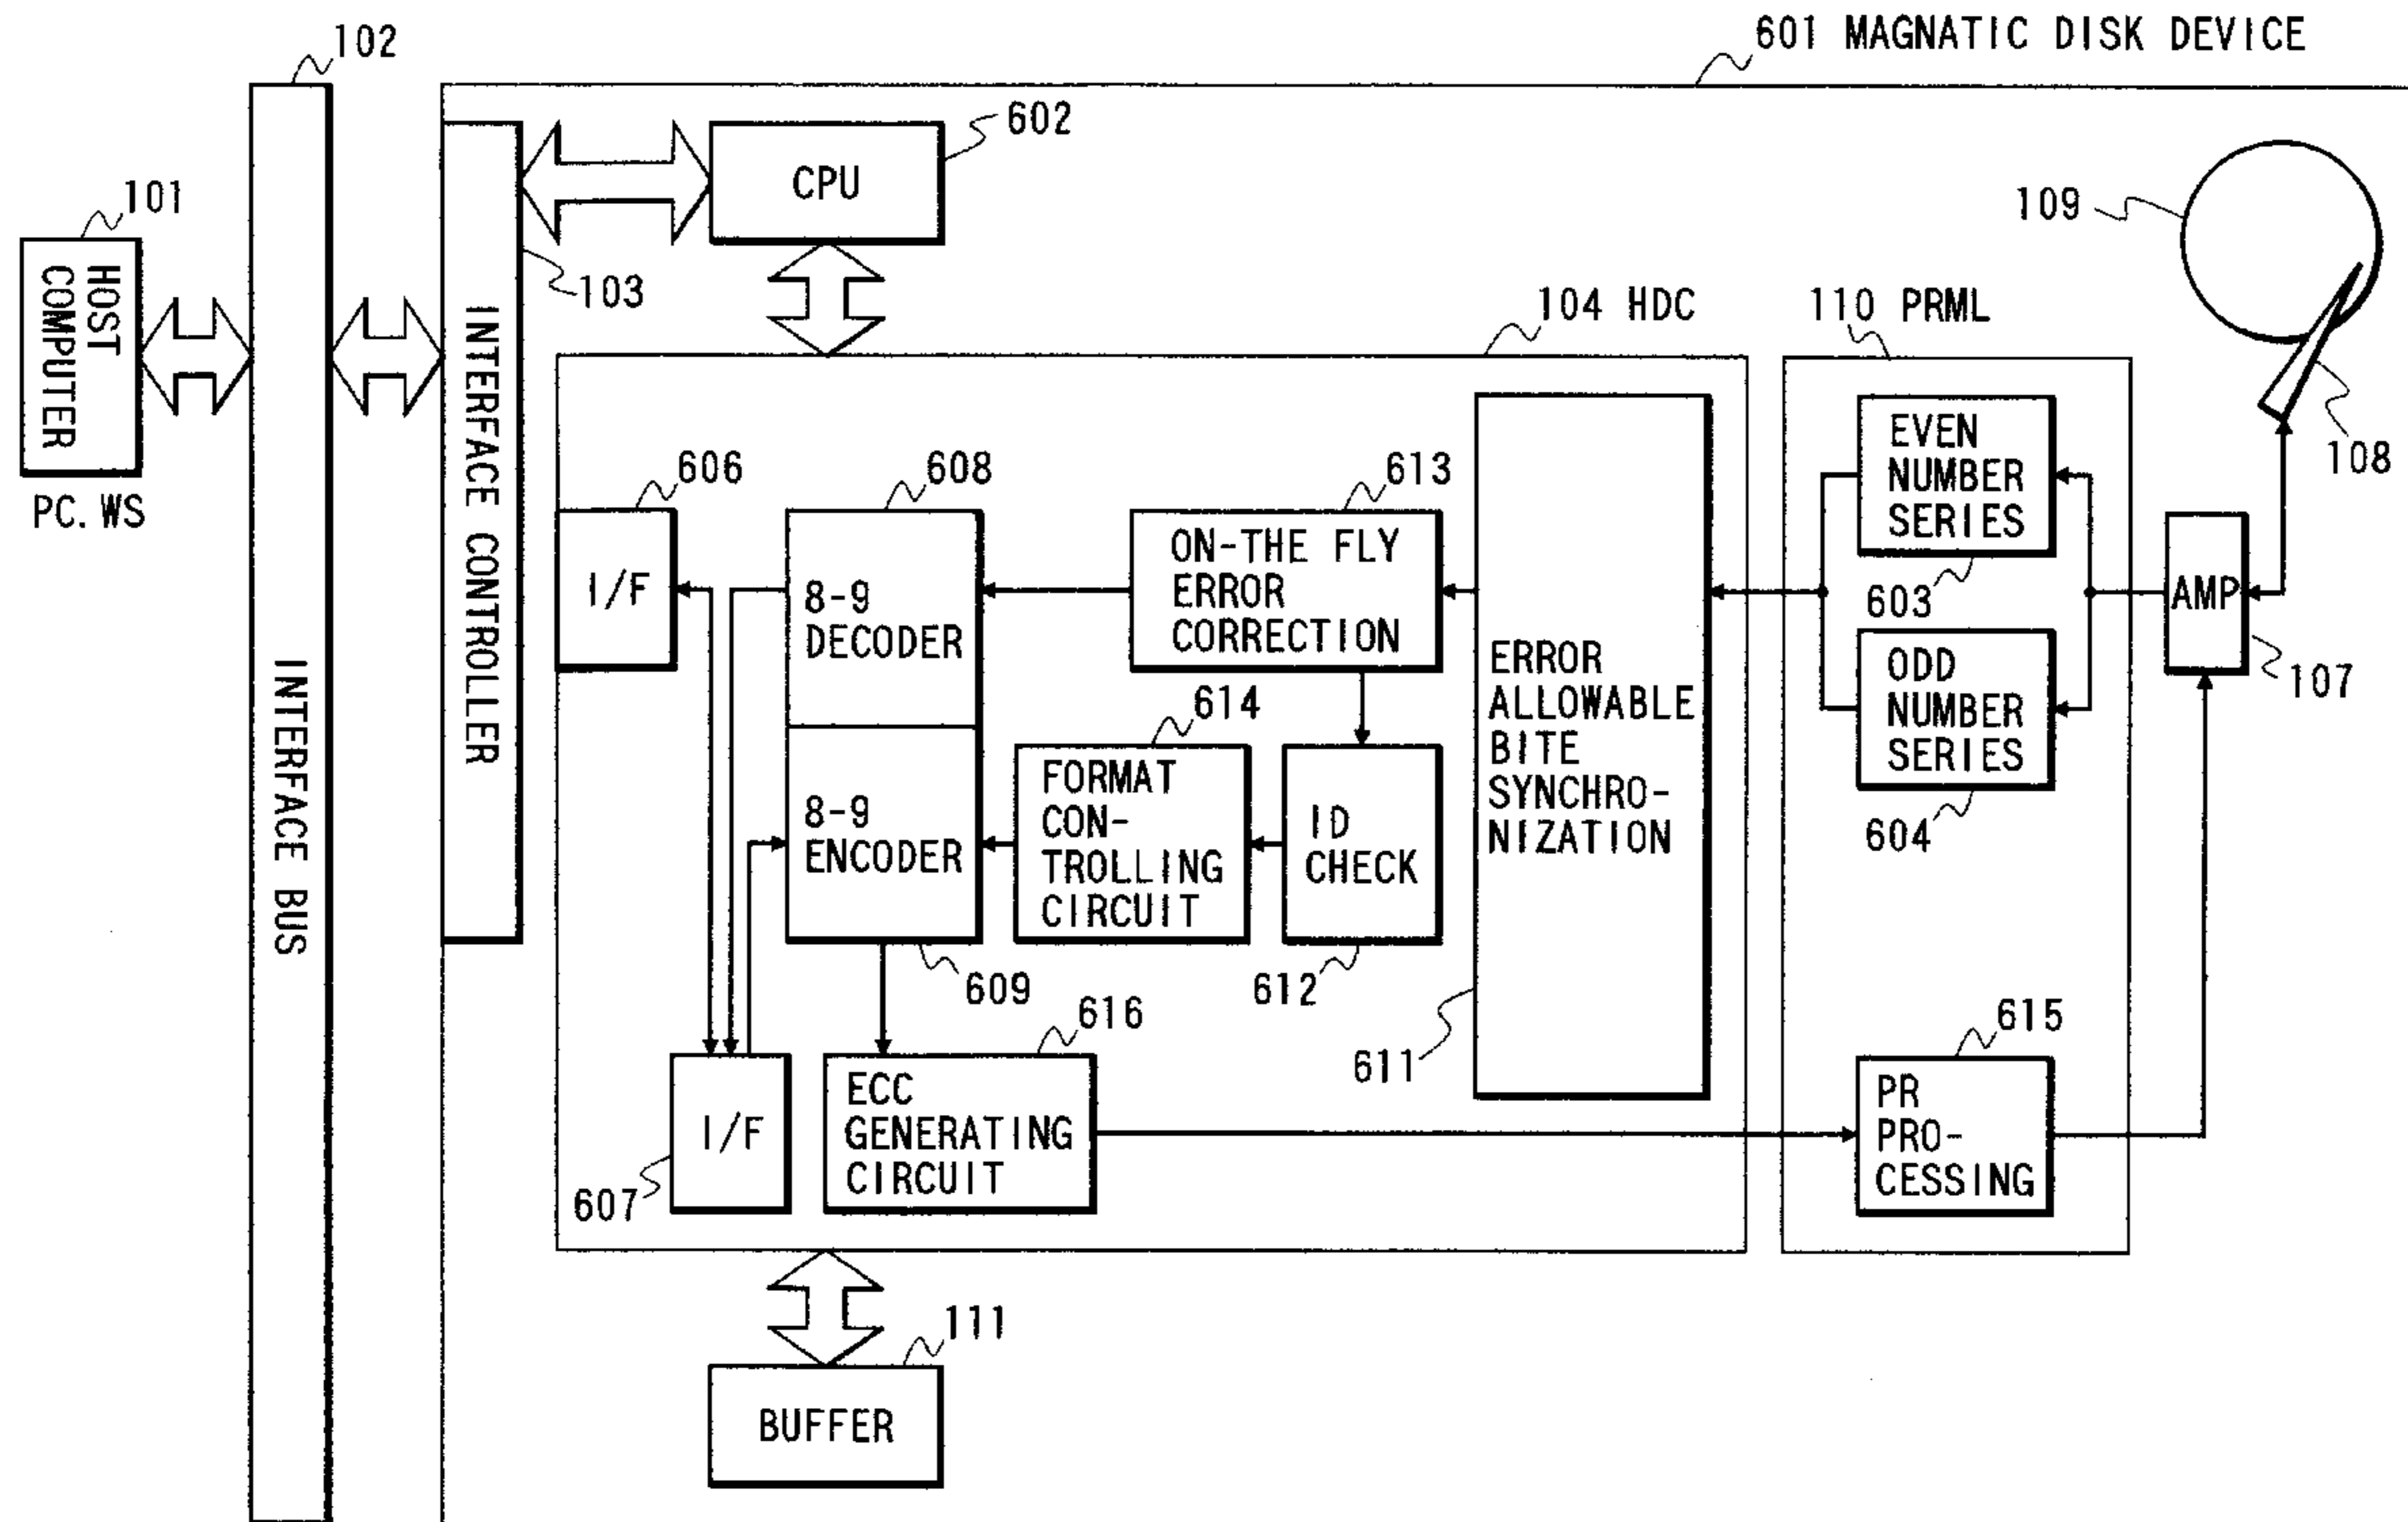 601 MAGNATIC DISK DEVICE
102
602
CPU
101
HOST
COMPUTER
PC. WS
103
INTERFACE BUS
INTERFACE CONTROLLER
109
104 HDC
110 PRML
108
EVEN
NUMBER
SERIES
603
ODD
NUMBER
SERIES
604
AMP
107
606
I/F
608
8-9
DECODER
613
ON-THE FLY
ERROR
CORRECTION
ERROR
ALLOWABLE
BITE
SYNCHRO-
NIZATION
611
614
FORMAT
CON-
TROLLING
CIRCUIT
8-9
ENCODER
609
ID
CHECK
612
616
ECC
GENERATING
CIRCUIT
I/F
607
615
PR
PRO-
CESSING
111
BUFFER